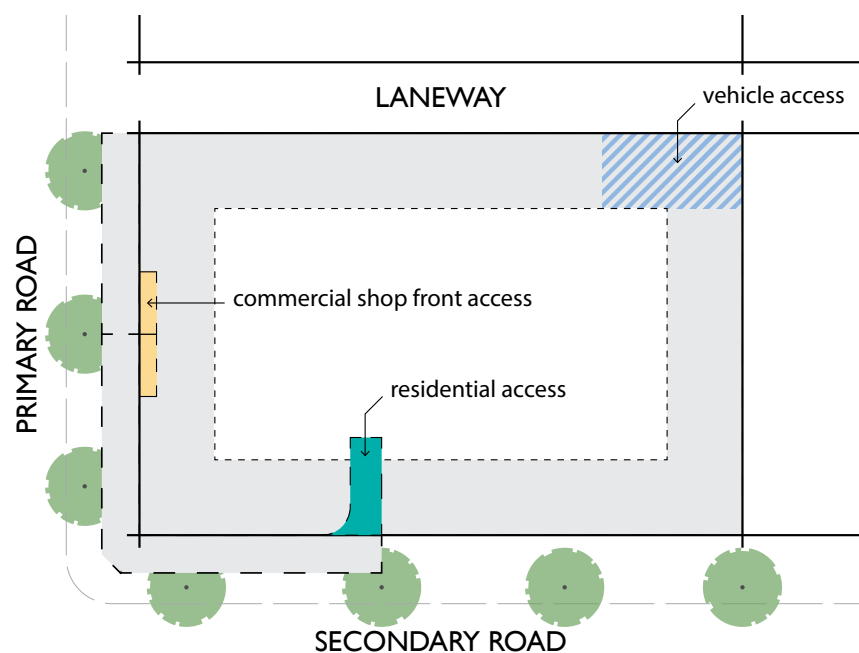 LANEWAY
vehicle access
commercial shop front access
residential access
PRIMARY ROAD
SECONDARY ROAD